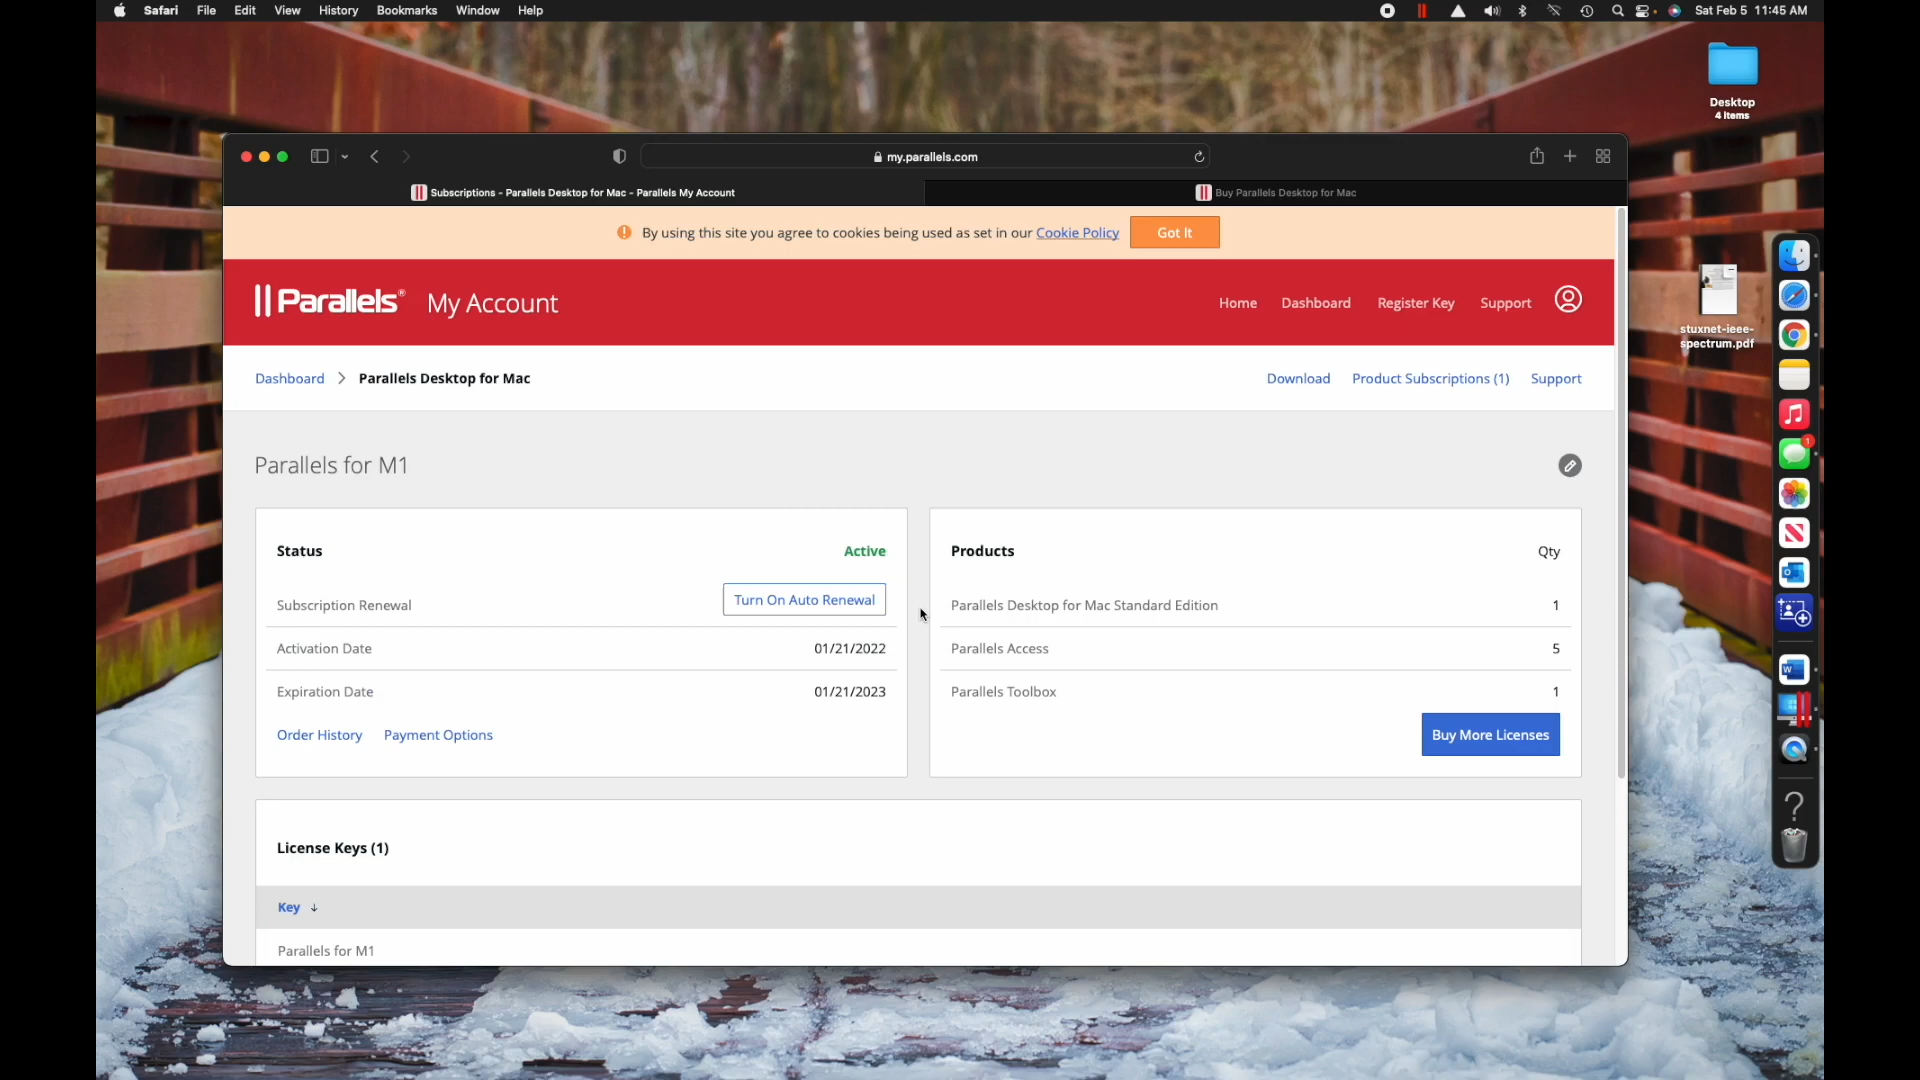 Safari File Edit View History Bookmarks Window Help Sat Feb 5 11:45 AM
Desktop
4 items
my.parallels.com
Subscriptions - Parallels Desktop for Mac - Parallels My Account
Buy Parallels Desktop for Mac
By using this site you agree to cookies being used as set in our Cookie Policy
Got It
Parallels® My Account
Home Dashboard Register Key Support
stuxnet-ieee-
spectrum.pdf
Dashboard > Parallels Desktop for Mac
Download Product Subscriptions (1) Support
Parallels for M1
Status Active
Subscription Renewal Turn On Auto Renewal
Activation Date 01/21/2022
Expiration Date 01/21/2023
Order History Payment Options
Products Qty
Parallels Desktop for Mac Standard Edition 1
Parallels Access 5
Parallels Toolbox 1
Buy More Licenses
License Keys (1)
Key ↓
Parallels for M1
1